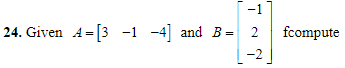 24. Given A=[3 -1 -4] and B=[-1 2 -2] fcompute